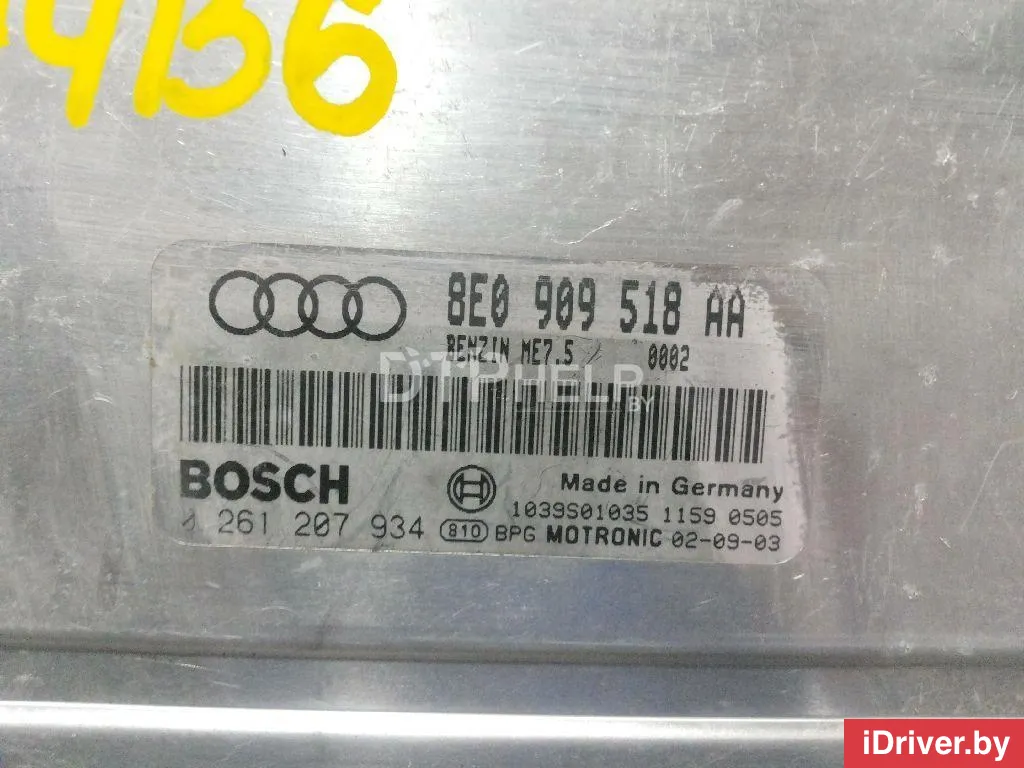 4B6
8E0 909 518 AA
BENZIN ME7.5 0002
DTPHELP
BY
BOSCH
Made in Germany
1039S01035 1159 0505
0 261 207 934 810 BPG MOTRONIC 02-09-03
iDriver.by